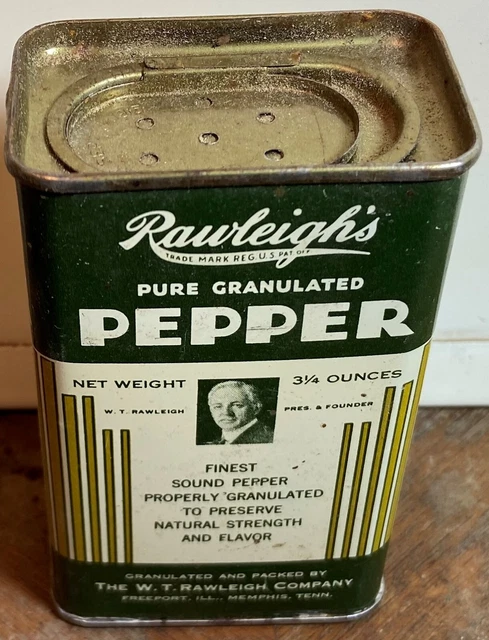 Rawleigh's
TRADE MARK REG. U.S. PAT. OFF.
PURE GRANULATED
PEPPER
NET WEIGHT 3¼ OUNCES
W. T. RAWLEIGH PRES. & FOUNDER
FINEST
SOUND PEPPER
PROPERLY GRANULATED
TO PRESERVE
NATURAL STRENGTH
AND FLAVOR
GRANULATED AND PACKED BY
THE W. T. RAWLEIGH COMPANY
FREEPORT, ILL., MEMPHIS, TENN.